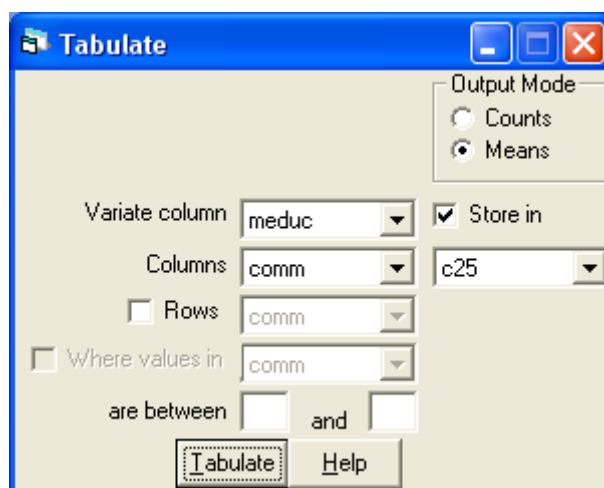 Tabulate
Output Mode
Counts
Means
Variate column meduc Store in
Columns comm c25
Rows comm
Where values in comm
are between and
Tabulate Help